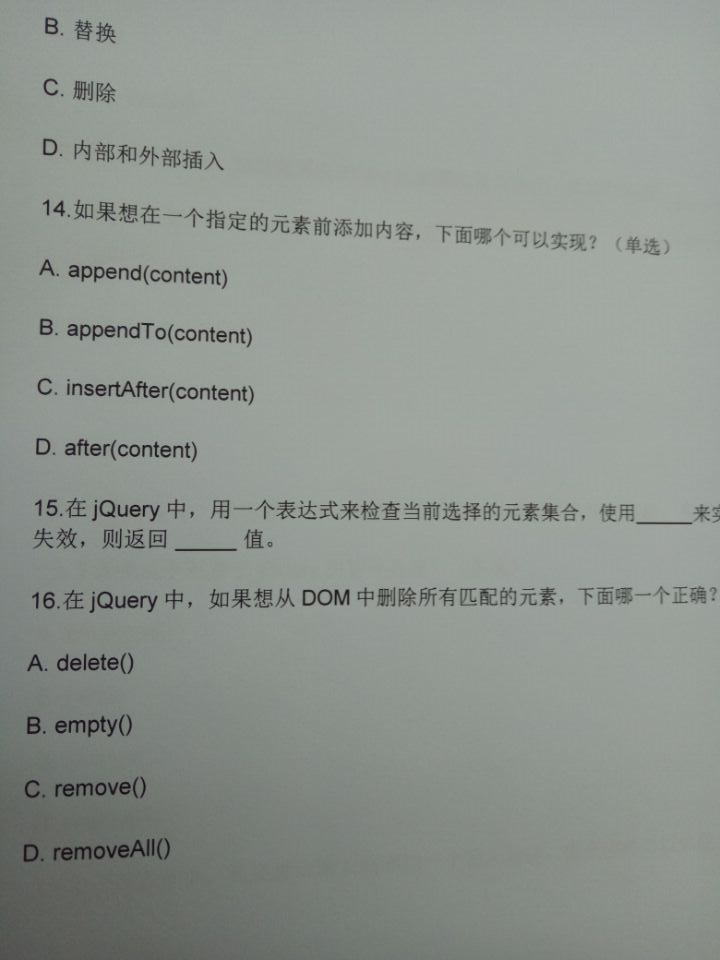 B. 替换
C. 删除
D. 内部和外部插入
14.如果想在一个指定的元素前添加内容，下面哪个可以实现？（单选）
A. append(content)
B. appendTo(content)
C. insertAfter(content)
D. after(content)
15.在 jQuery 中，用一个表达式来检查当前选择的元素集合，使用_____来实
失效，则返回 _____ 值。
16.在 jQuery 中，如果想从 DOM 中删除所有匹配的元素，下面哪一个正确？
A. delete()
B. empty()
C. remove()
D. removeAll()